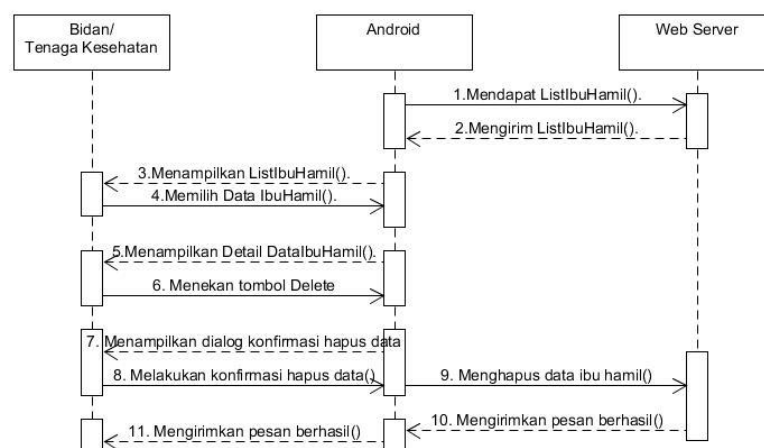 Bidan/
Tenaga Kesehatan
Android
Web Server
1.Mendapat ListIbuHamil().
2.Mengirim ListIbuHamil().
3.Menampilkan ListIbuHamil().
4.Memilih Data IbuHamil().
5.Menampilkan Detail DataIbuHamil().
6. Menekan tombol Delete
7. Menampilkan dialog konfirmasi hapus data
8. Melakukan konfirmasi hapus data()
9. Menghapus data ibu hamil()
10. Mengirimkan pesan berhasil()
11. Mengirimkan pesan berhasil()